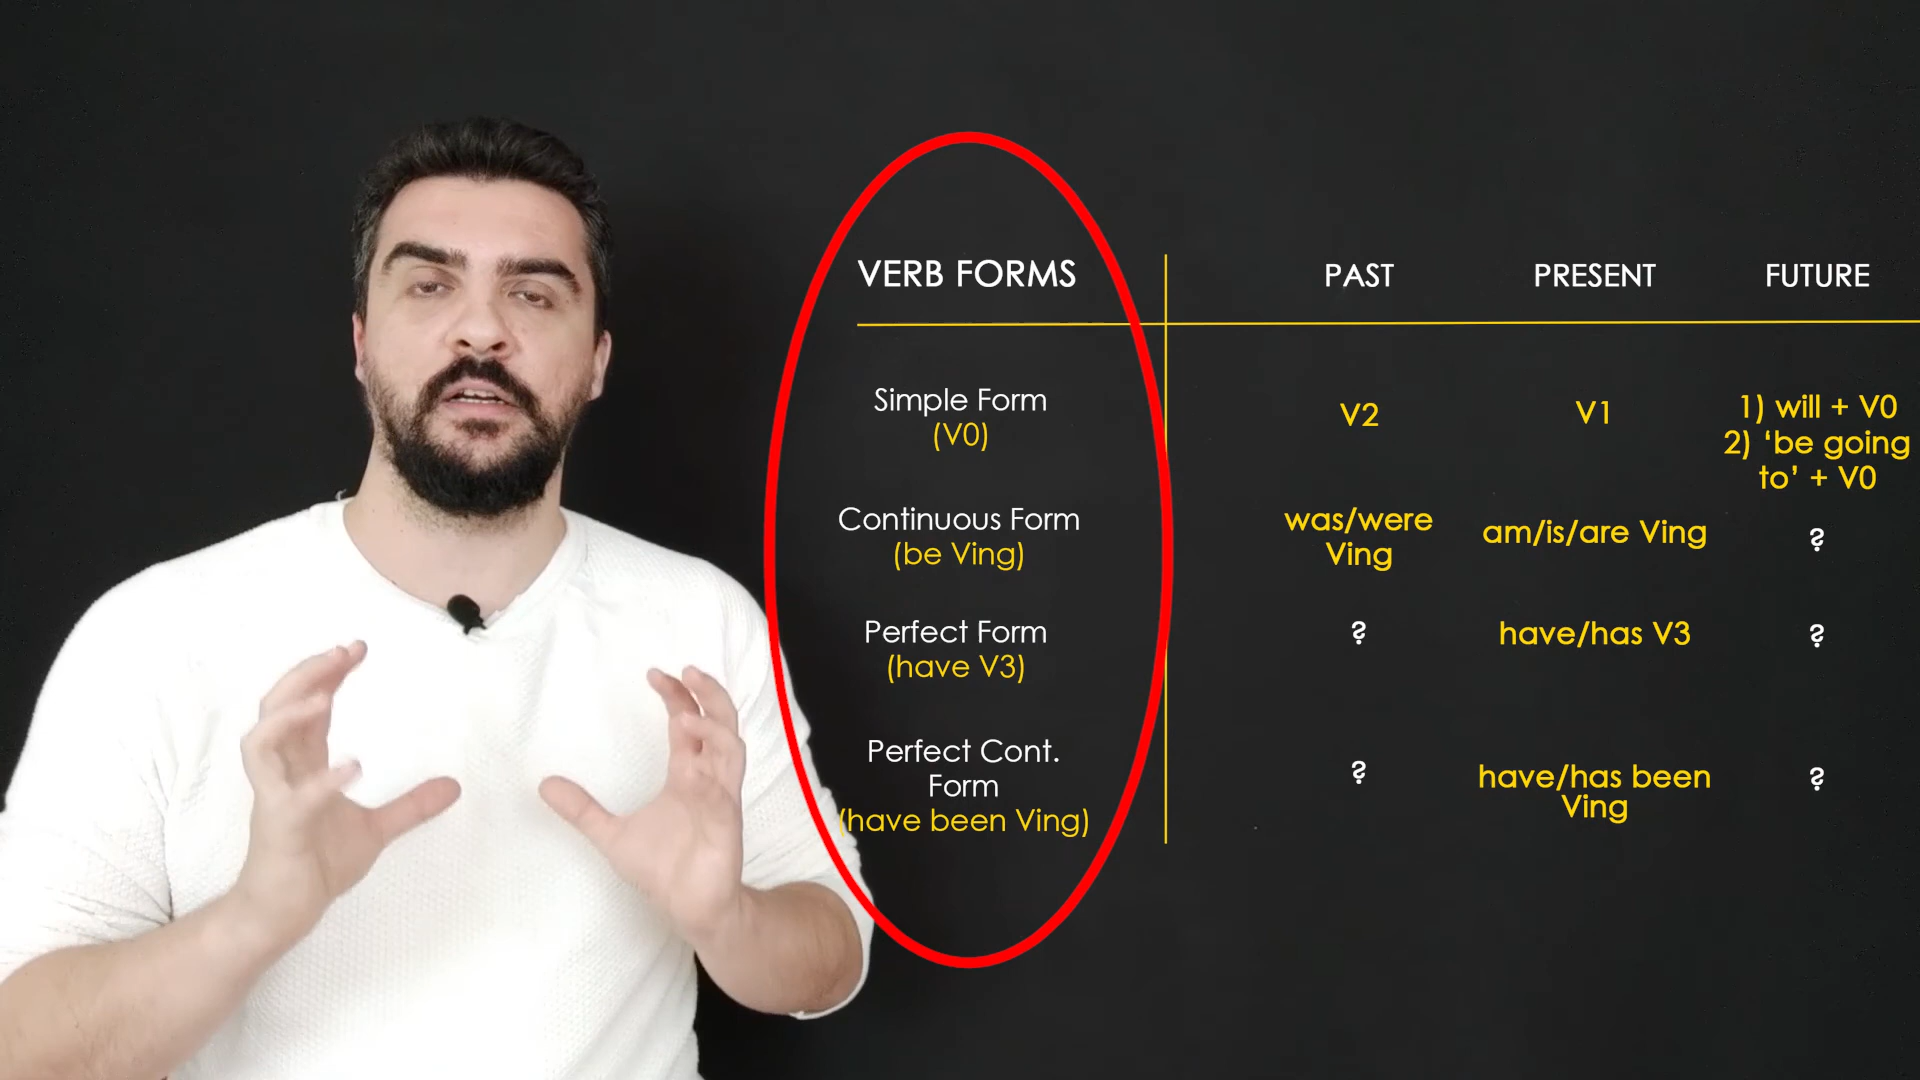 VERB FORMS PAST PRESENT FUTURE
Simple Form
(V0)
V2
V1
1) will + V0
2) ‘be going
to’ + V0
Continuous Form
(be Ving)
was/were
Ving
am/is/are Ving
?
Perfect Form
(have V3)
?
have/has V3
?
Perfect Cont.
Form
(have been Ving)
?
have/has been
Ving
?